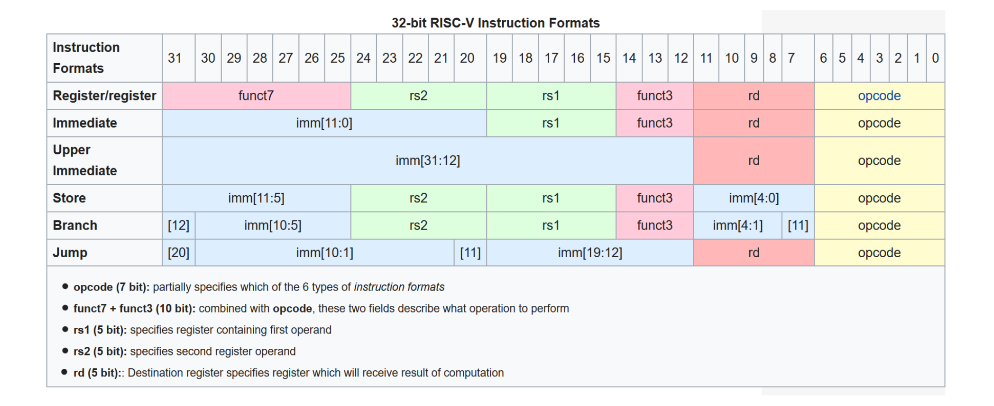 32-bit RISC-V Instruction Formats
Instruction Formats 31 30 29 28 27 26 25 24 23 22 21 20 19 18 17 16 15 14 13 12 11 10 9 8 7 6 5 4 3 2 1 0
Register/register funct7 rs2 rs1 funct3 rd opcode
Immediate imm[11:0] rs1 funct3 rd opcode
Upper Immediate imm[31:12] rd opcode
Store imm[11:5] rs2 rs1 funct3 imm[4:0] opcode
Branch [12] imm[10:5] rs2 rs1 funct3 imm[4:1] [11] opcode
Jump [20] imm[10:1] [11] imm[19:12] rd opcode
• opcode (7 bit): partially specifies which of the 6 types of instruction formats
• funct7 + funct3 (10 bit): combined with opcode, these two fields describe what operation to perform
• rs1 (5 bit): specifies register containing first operand
• rs2 (5 bit): specifies second register operand
• rd (5 bit):: Destination register specifies register which will receive result of computation